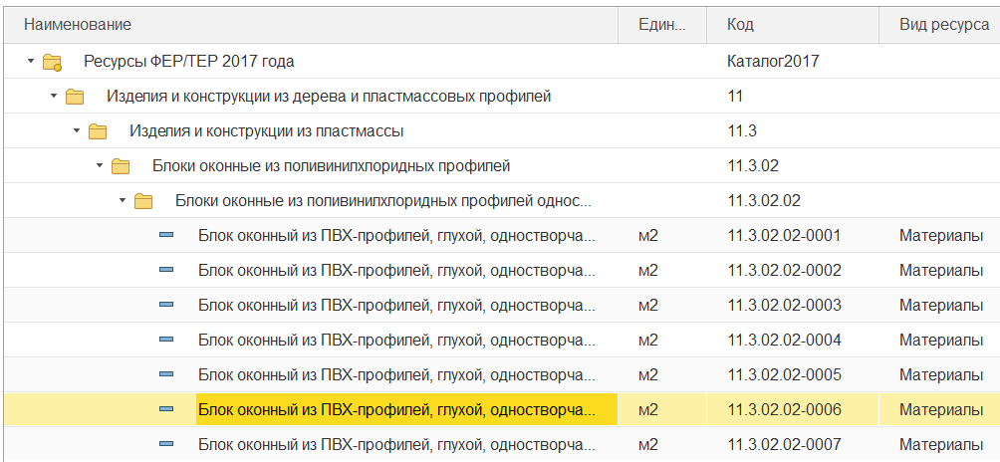 Наименование Един... Код Вид ресурса
Ресурсы ФЕР/ТЕР 2017 года Каталог2017
Изделия и конструкции из дерева и пластмассовых профилей 11
Изделия и конструкции из пластмассы 11.3
Блоки оконные из поливинилхлоридных профилей 11.3.02
Блоки оконные из поливинилхлоридных профилей однос... 11.3.02.02
Блок оконный из ПВХ-профилей, глухой, одностворча... м2 11.3.02.02-0001 Материалы
Блок оконный из ПВХ-профилей, глухой, одностворча... м2 11.3.02.02-0002 Материалы
Блок оконный из ПВХ-профилей, глухой, одностворча... м2 11.3.02.02-0003 Материалы
Блок оконный из ПВХ-профилей, глухой, одностворча... м2 11.3.02.02-0004 Материалы
Блок оконный из ПВХ-профилей, глухой, одностворча... м2 11.3.02.02-0005 Материалы
Блок оконный из ПВХ-профилей, глухой, одностворча... м2 11.3.02.02-0006 Материалы
Блок оконный из ПВХ-профилей, глухой, одностворча... м2 11.3.02.02-0007 Материалы